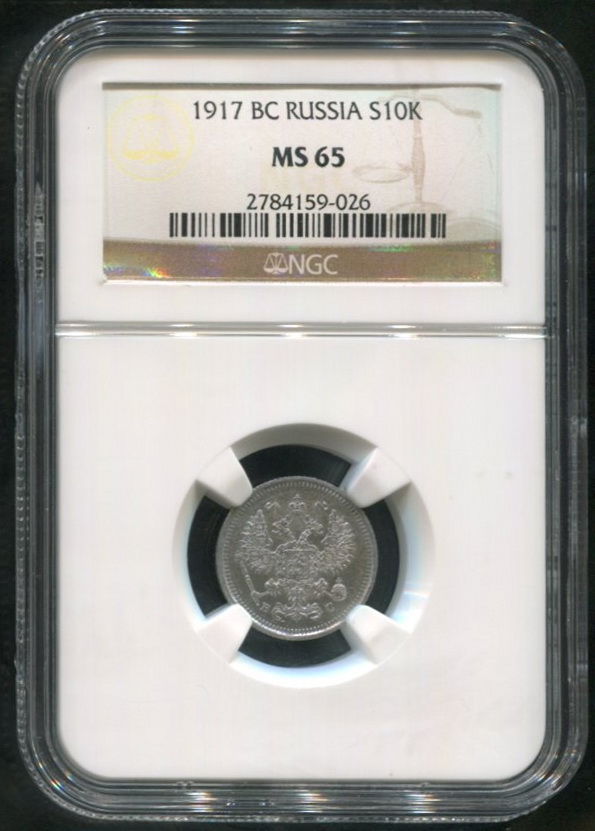 1917 BC RUSSIA S10K
MS 65
2784159-026
NGC
В С